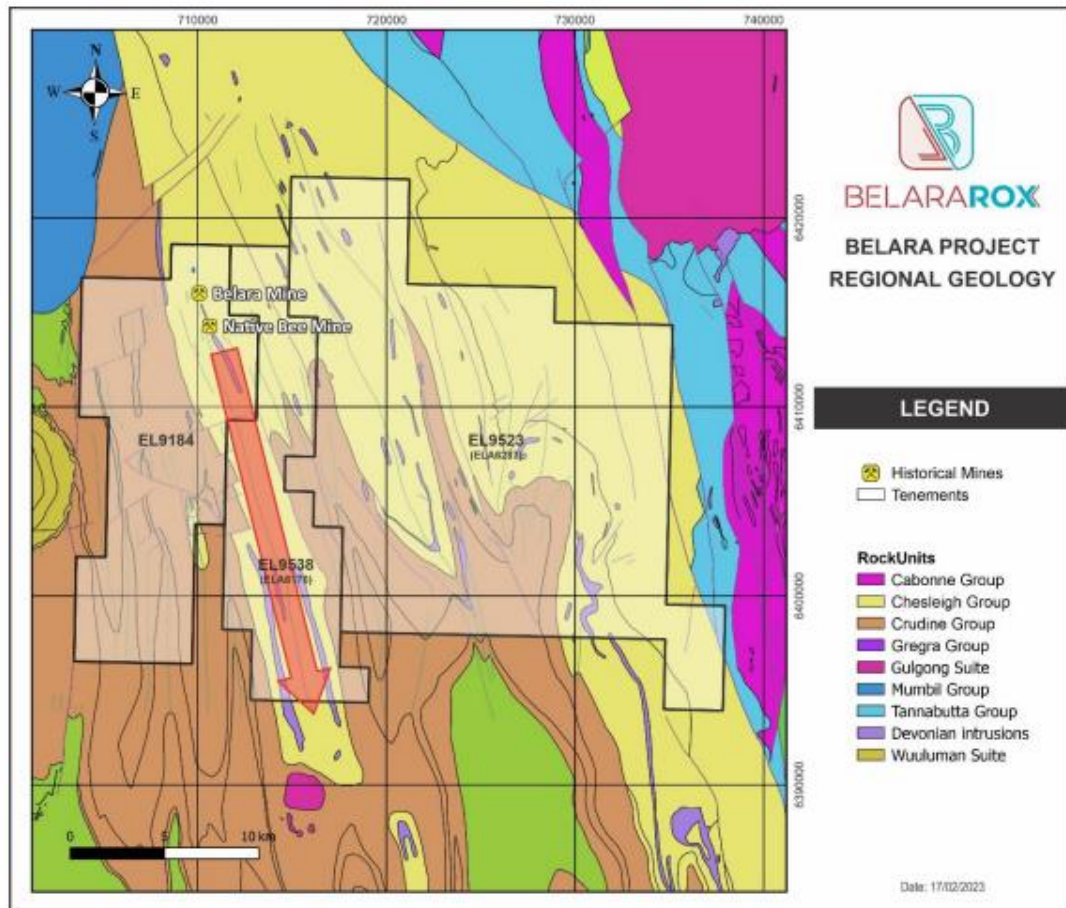 710000
720000
730000
740000
N
W
E
S
6420000
6410000
6400000
6390000
Belara Mine
Native Bee Mine
EL9184
EL9523
EL9538
(ELA6170)
0
5
10 km
BELARAROX
BELARA PROJECT
REGIONAL GEOLOGY
LEGEND
Historical Mines
Tenements
RockUnits
Cabonne Group
Chesleigh Group
Crudine Group
Gregra Group
Gulgong Suite
Mumbil Group
Tannabutta Group
Devonian intrusions
Wuuluman Suite
Date: 17/02/2023